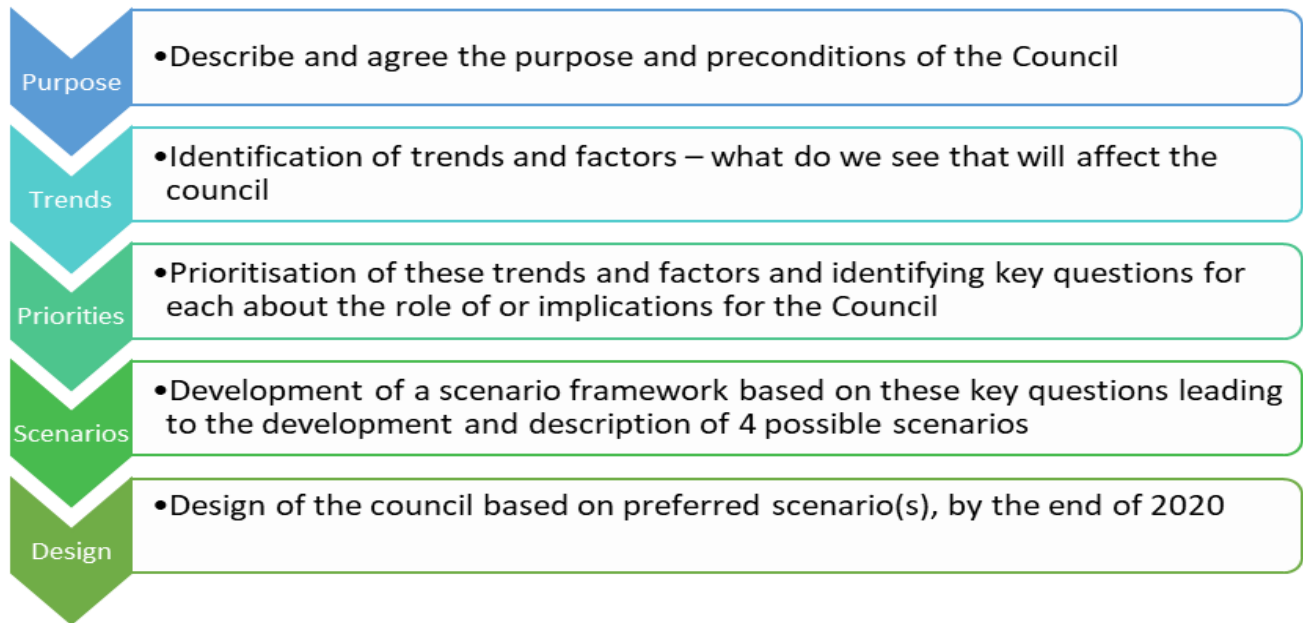 Purpose
•Describe and agree the purpose and preconditions of the Council
Trends
•Identification of trends and factors – what do we see that will affect the
council
Priorities
•Prioritisation of these trends and factors and identifying key questions for
each about the role of or implications for the Council
Scenarios
•Development of a scenario framework based on these key questions leading
to the development and description of 4 possible scenarios
Design
•Design of the council based on preferred scenario(s), by the end of 2020